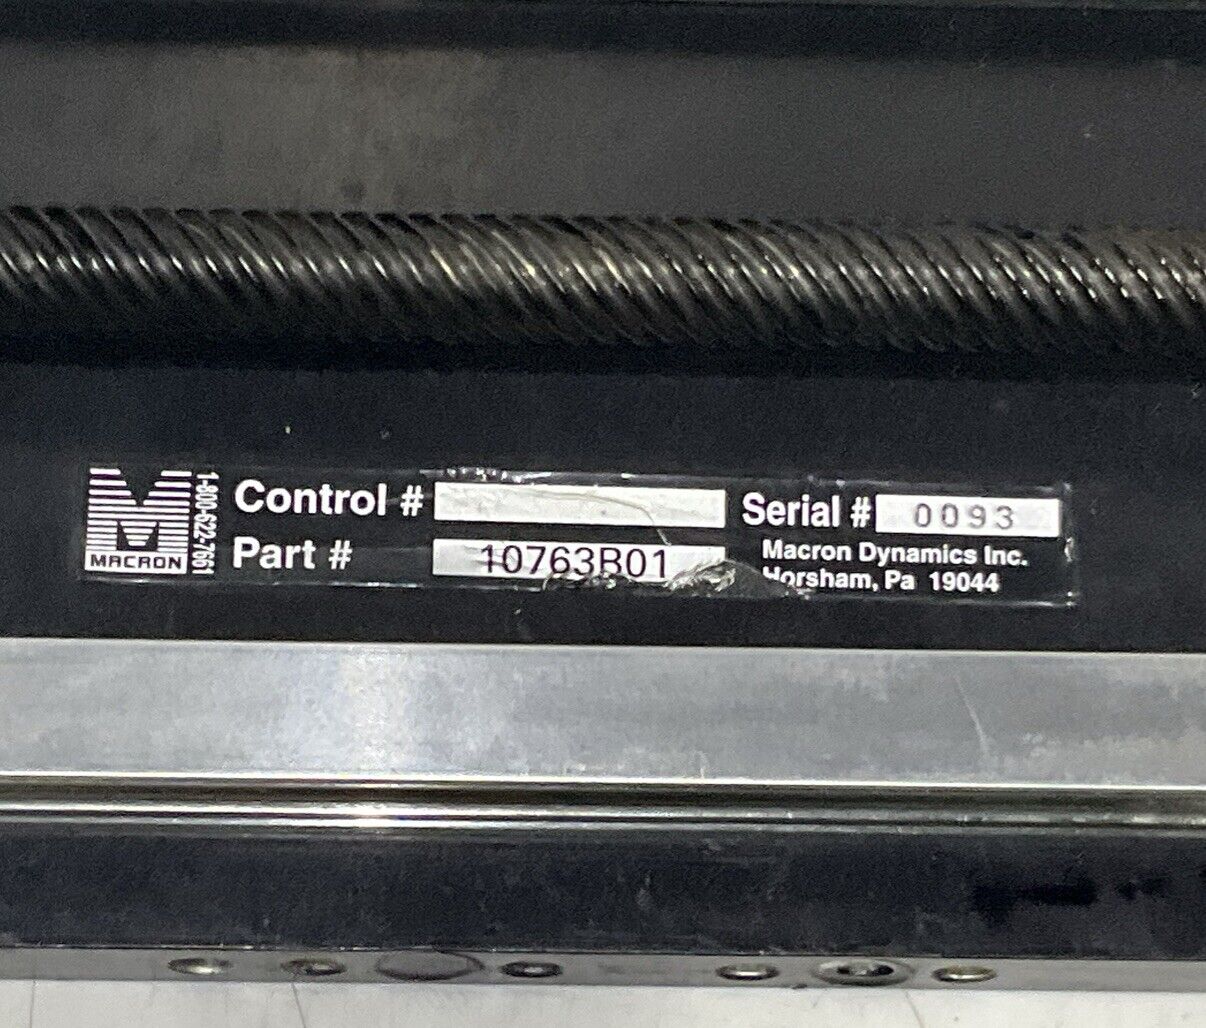 MACRON
1-800-622-7661
Control #
Serial # 0093
Part # 10763B01
Macron Dynamics Inc.
Horsham, Pa 19044